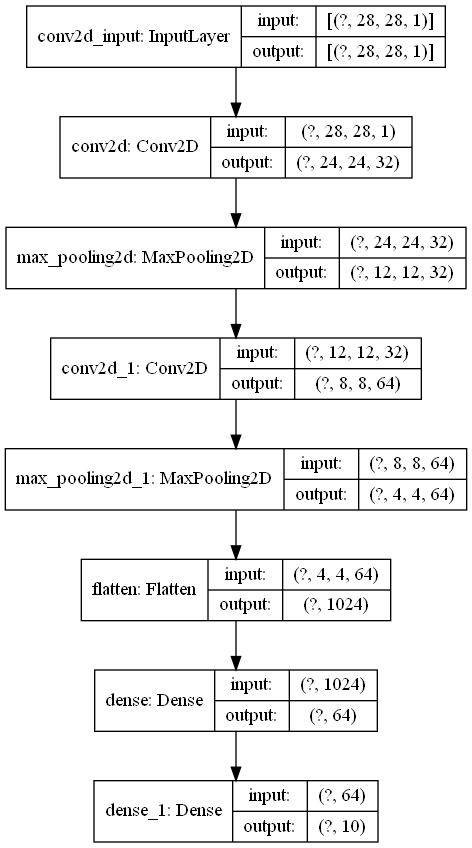 conv2d_input: InputLayer
input:
[(?, 28, 28, 1)]
output:
[(?, 28, 28, 1)]
conv2d: Conv2D
input:
(?, 28, 28, 1)
output:
(?, 24, 24, 32)
max_pooling2d: MaxPooling2D
input:
(?, 24, 24, 32)
output:
(?, 12, 12, 32)
conv2d_1: Conv2D
input:
(?, 12, 12, 32)
output:
(?, 8, 8, 64)
max_pooling2d_1: MaxPooling2D
input:
(?, 8, 8, 64)
output:
(?, 4, 4, 64)
flatten: Flatten
input:
(?, 4, 4, 64)
output:
(?, 1024)
dense: Dense
input:
(?, 1024)
output:
(?, 64)
dense_1: Dense
input:
(?, 64)
output:
(?, 10)